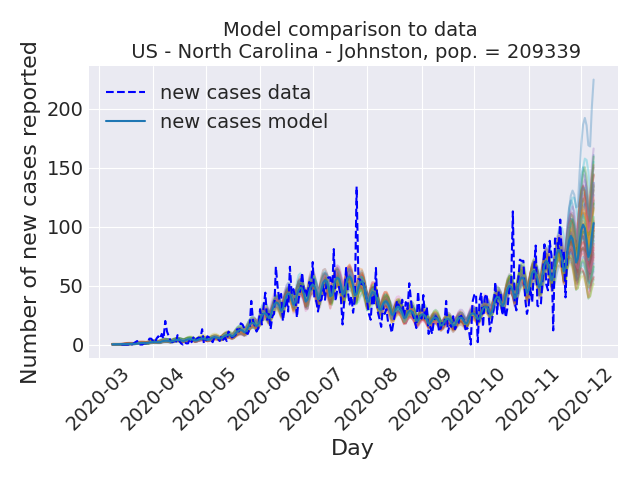 Model comparison to data
US - North Carolina - Johnston, pop. = 209339
Number of new cases reported
200
150
100
50
0
new cases data
new cases model
2020-03
2020-04
2020-05
2020-06
2020-07
2020-08
2020-09
2020-10
2020-11
2020-12
Day